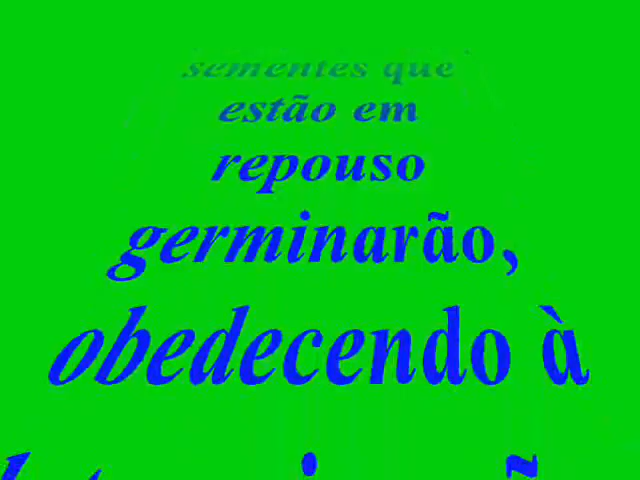 sementes que
estão em
repouso
germinarão,
obedecendo à